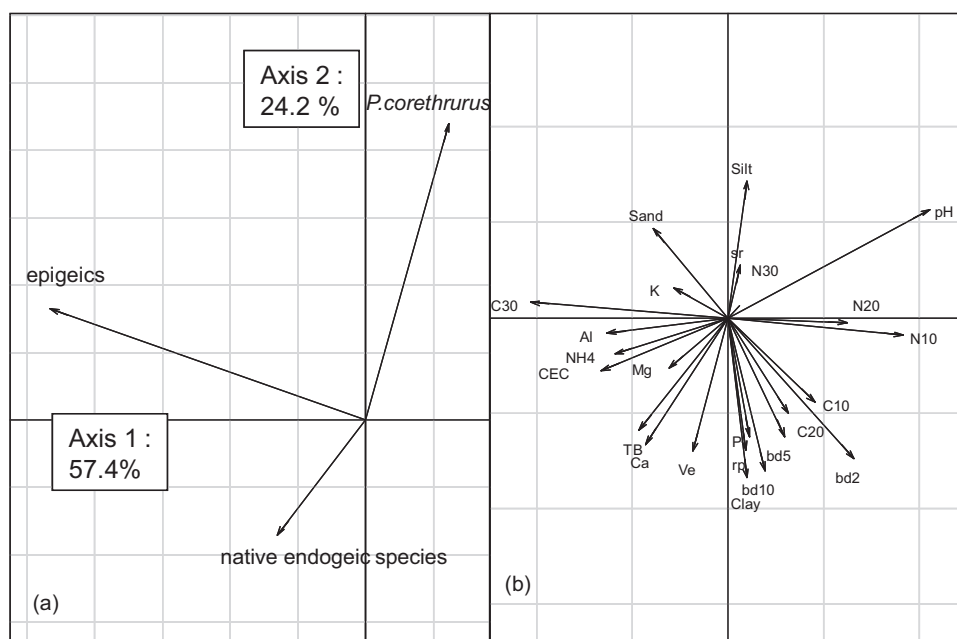 Axis 2 :
24.2 %
P.corethrurus
epigeics
Axis 1 :
57.4%
native endogeic species
(a)
Silt
pH
Sand
sr
N30
K
C30
N20
Al
N10
NH4
CEC
Mg
C10
C20
TB
P
Ca
Ve
rp
bd5
bd2
bd10
Clay
(b)